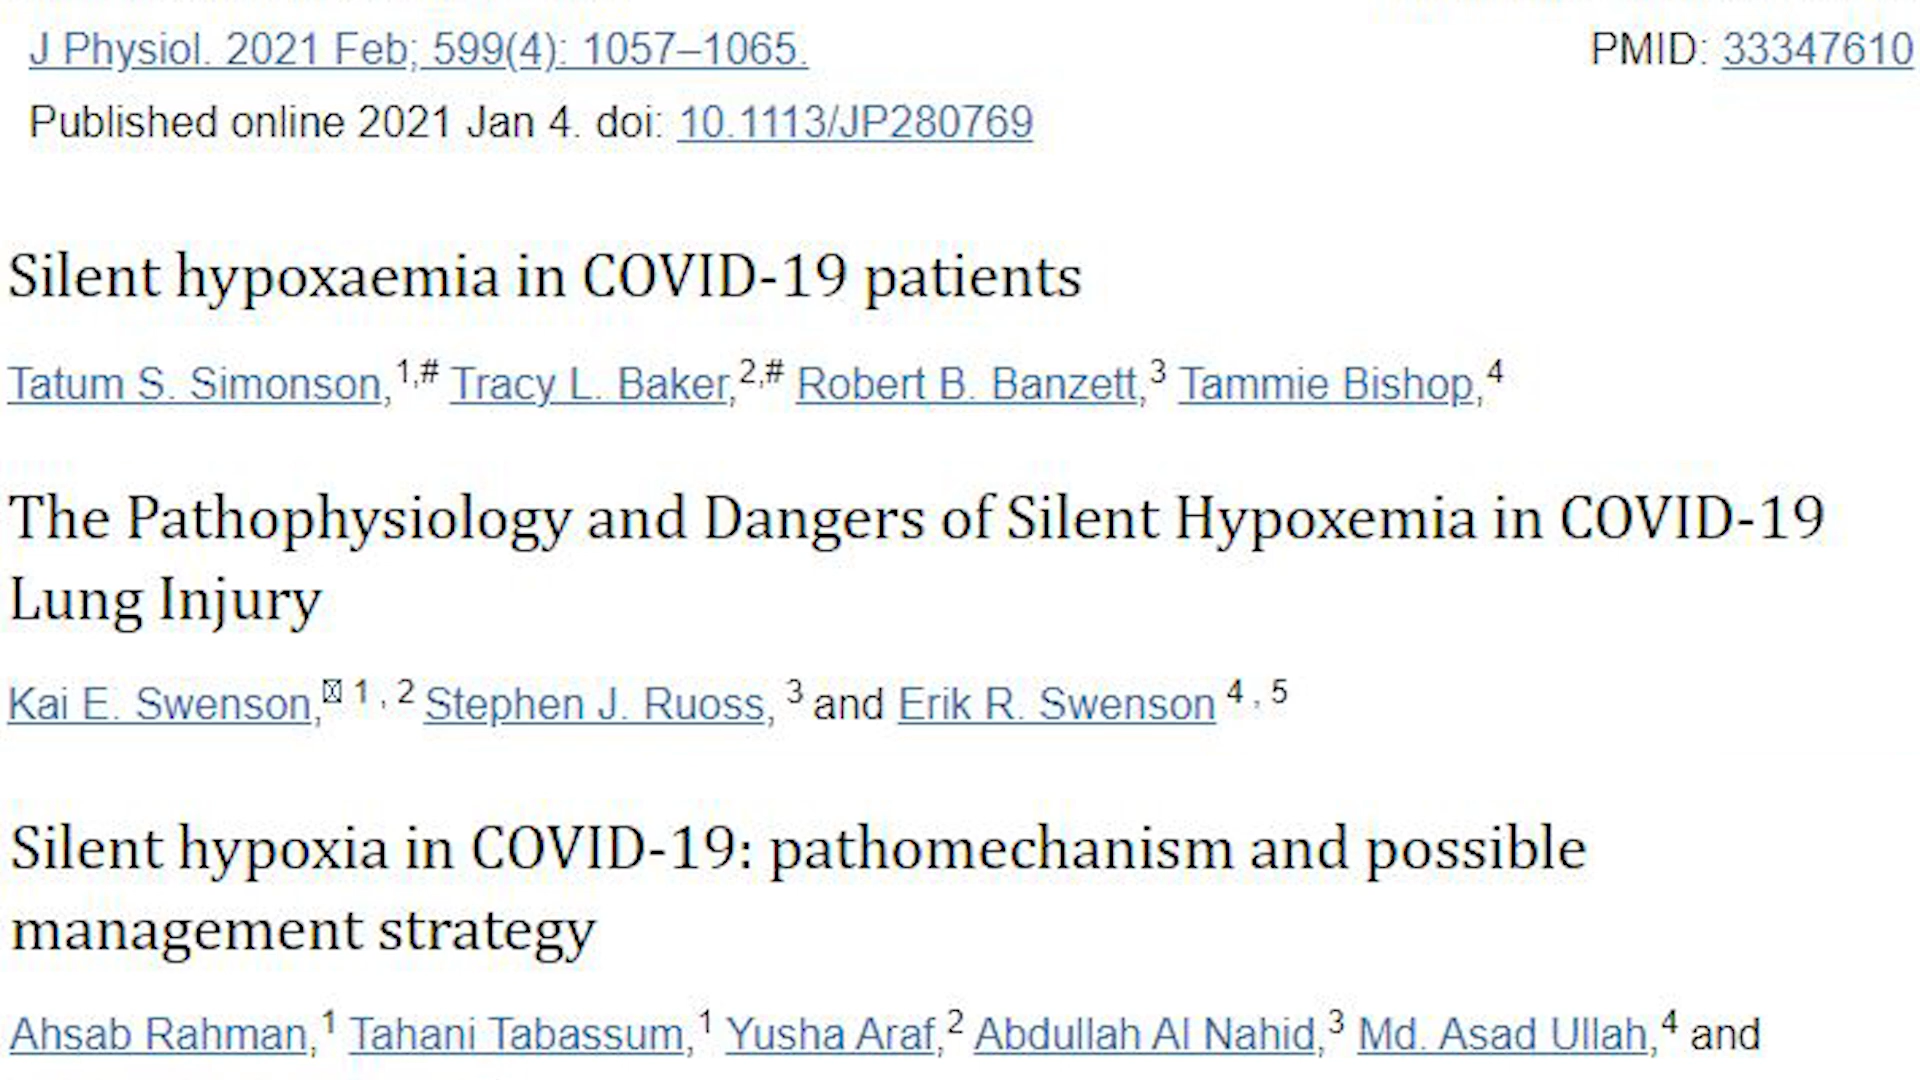 J Physiol. 2021 Feb; 599(4): 1057–1065.
PMID: 33347610
Published online 2021 Jan 4. doi: 10.1113/JP280769
Silent hypoxaemia in COVID-19 patients
Tatum S. Simonson, 1,# Tracy L. Baker, 2,# Robert B. Banzett, 3 Tammie Bishop, 4
The Pathophysiology and Dangers of Silent Hypoxemia in COVID-19
Lung Injury
Kai E. Swenson, 1 , 2 Stephen J. Ruoss, 3 and Erik R. Swenson 4 , 5
Silent hypoxia in COVID-19: pathomechanism and possible
management strategy
Ahsab Rahman, 1 Tahani Tabassum, 1 Yusha Araf, 2 Abdullah Al Nahid, 3 Md. Asad Ullah, 4 and